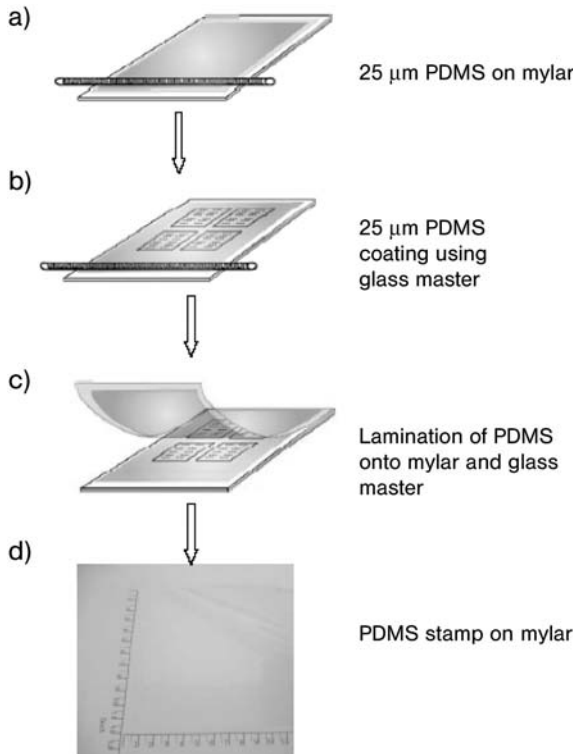 a)
25 μm PDMS on mylar
b)
25 μm PDMS
coating using
glass master
c)
Lamination of PDMS
onto mylar and glass
master
d)
PDMS stamp on mylar